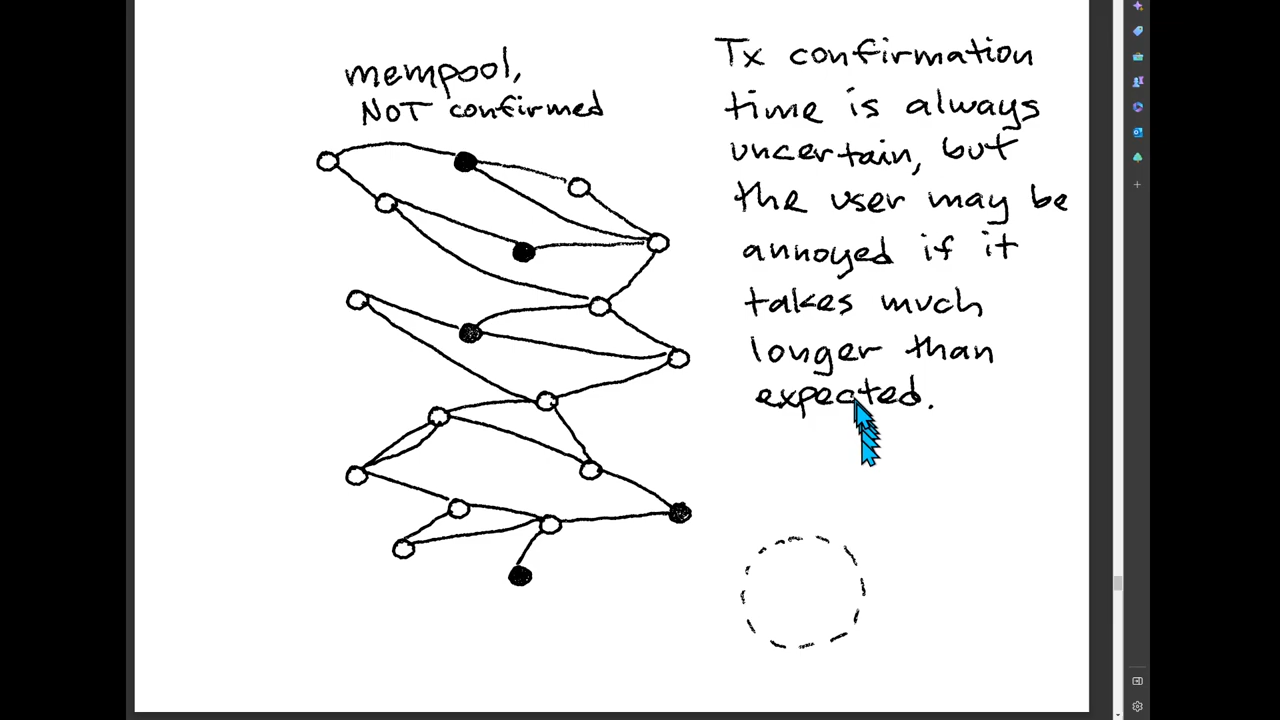 mempool,
NOT confirmed
Tx confirmation
time is always
uncertain, but
the user may be
annoyed if it
takes much
longer than
expected.